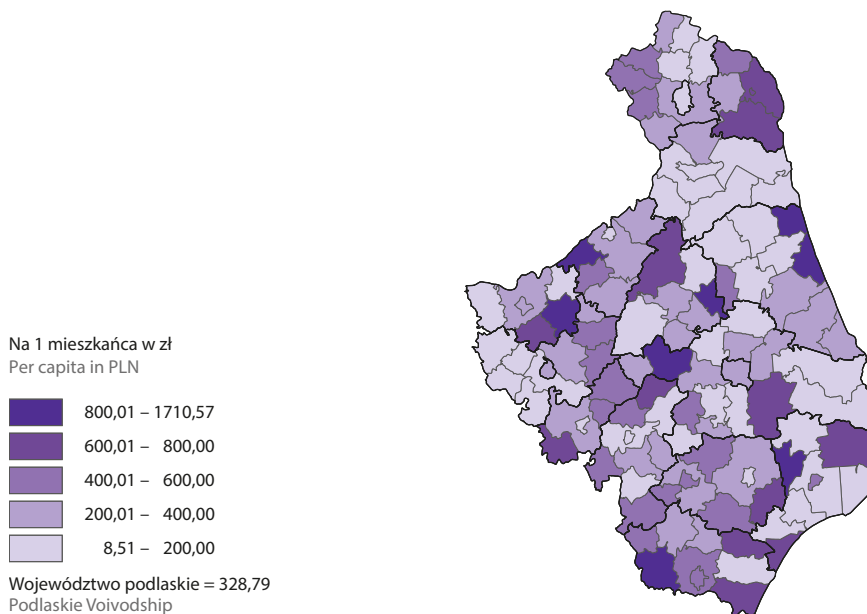 Na 1 mieszkańca w zł
Per capita in PLN
800,01 – 1710,57
600,01 – 800,00
400,01 – 600,00
200,01 – 400,00
8,51 – 200,00
Województwo podlaskie = 328,79
Podlaskie Voivodship